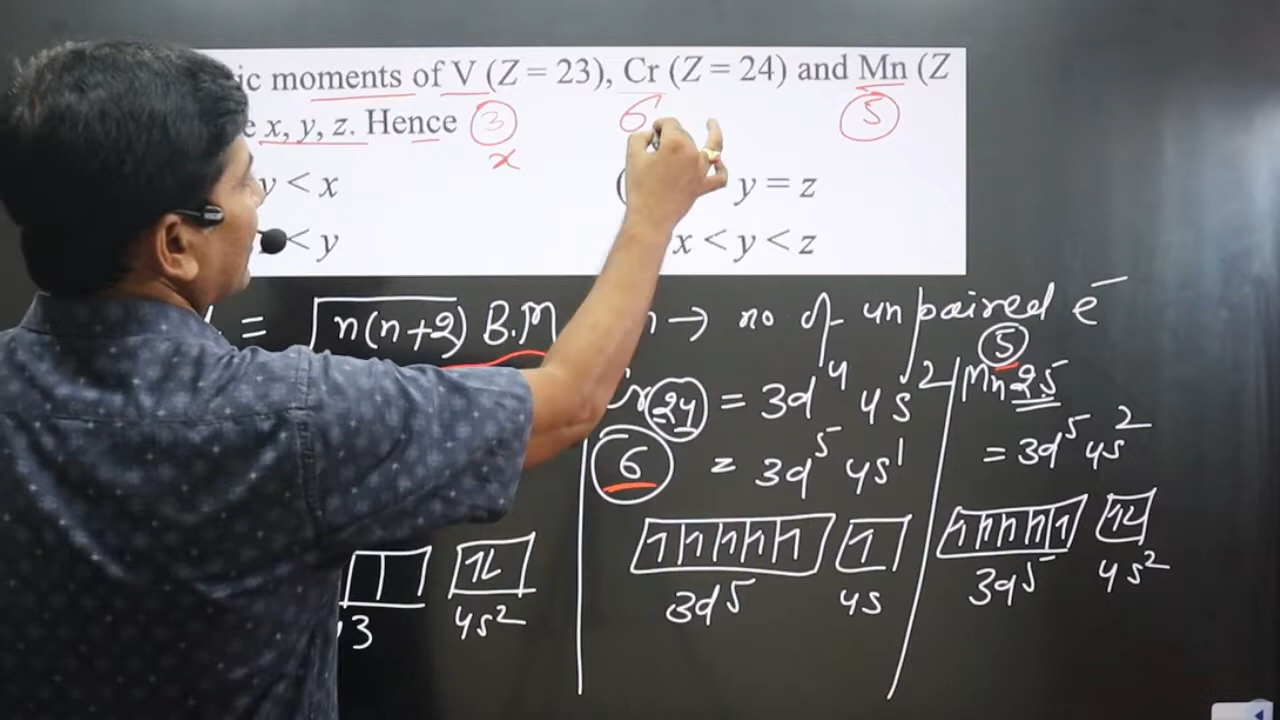 ic moments of V (Z = 23), Cr (Z = 24) and Mn (Z
x, y, z. Hence 3 6 5
x
y < x y = z
< y x < y < z
= √n(n+2) B.M n → no of unpaired e⁻
5
Cr 24 = 3d⁴ 4s² Mn 25
6 = 3d⁵ 4s¹ = 3d⁵ 4s²
3 4s² 3d⁵ 4s 3d⁵ 4s²